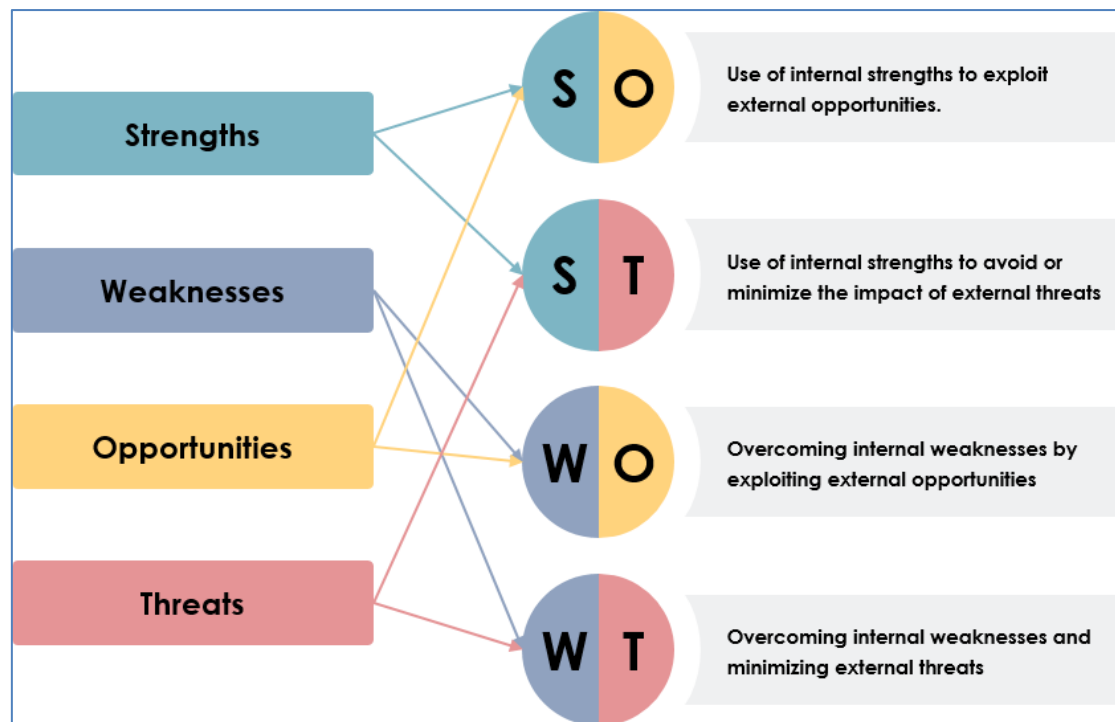 Strengths
Weaknesses
Opportunities
Threats
S O
Use of internal strengths to exploit
external opportunities.
S T
Use of internal strengths to avoid or
minimize the impact of external threats
W O
Overcoming internal weaknesses by
exploiting external opportunities
W T
Overcoming internal weaknesses and
minimizing external threats